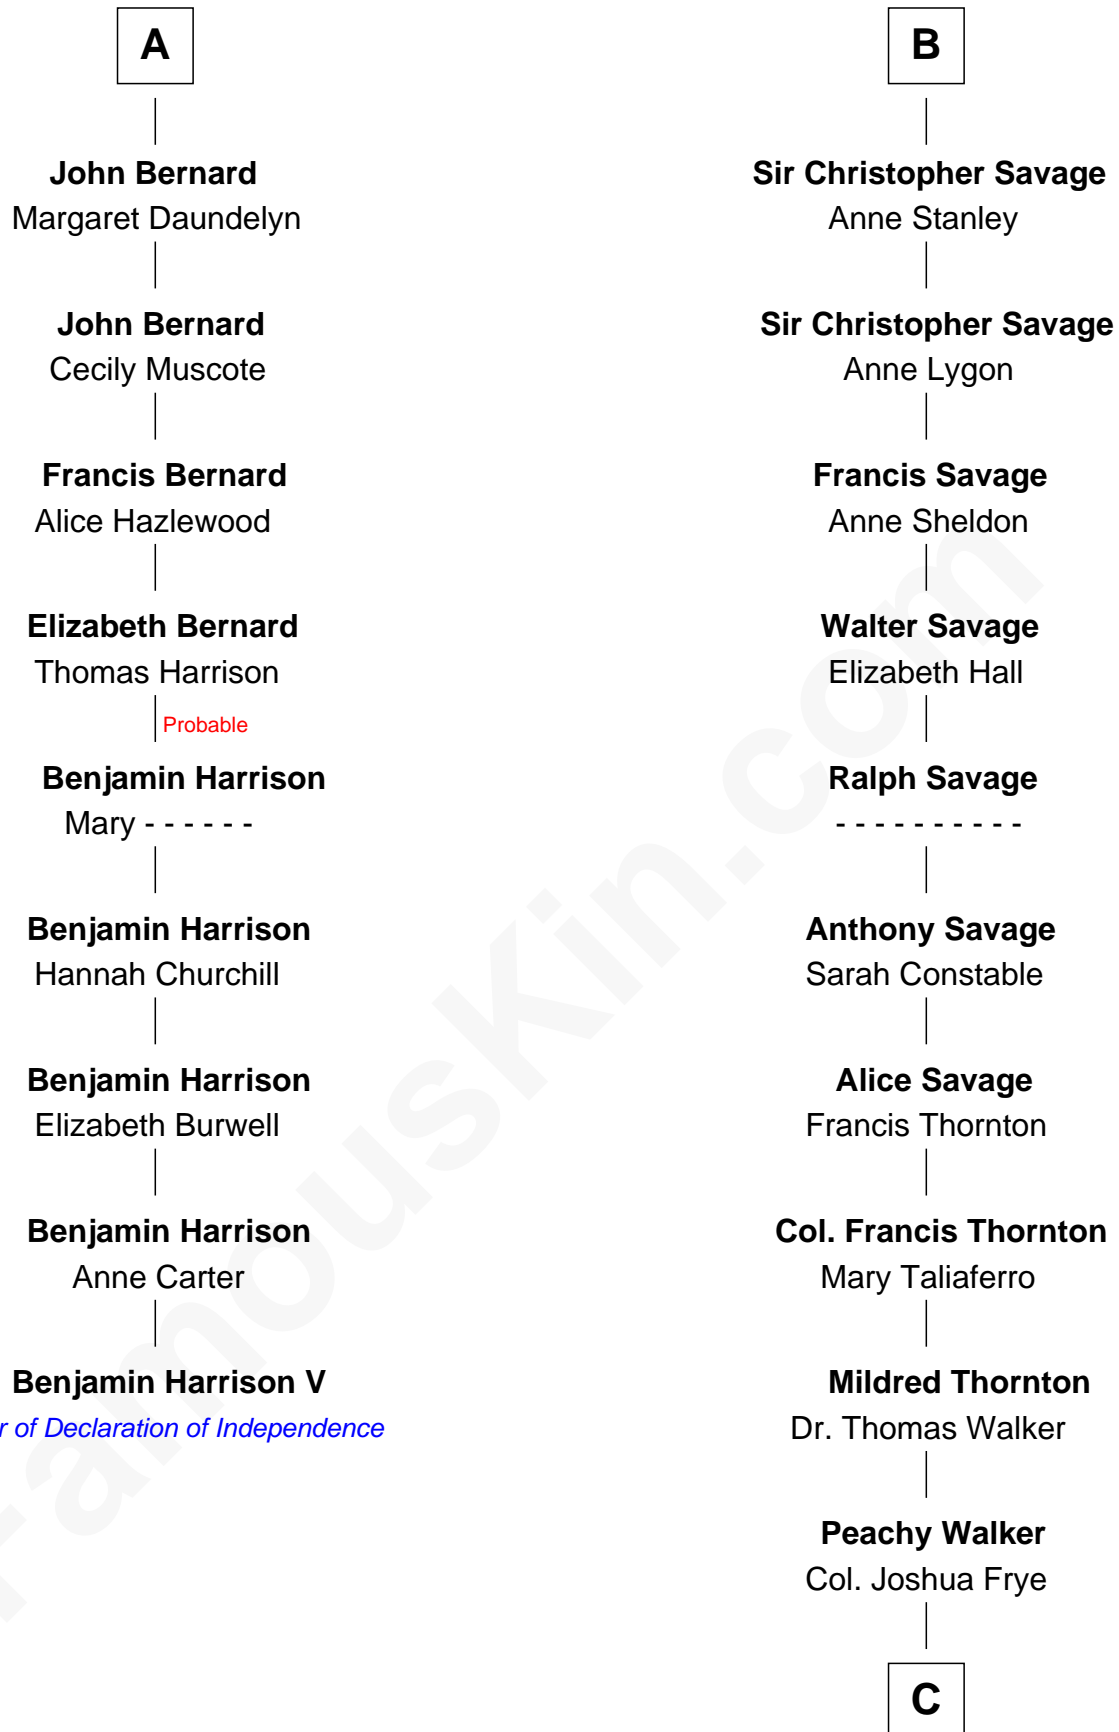 A
John Bernard
Margaret Daundelyn
John Bernard
Cecily Muscote
Francis Bernard
Alice Hazlewood
Elizabeth Bernard
Thomas Harrison
Probable
Benjamin Harrison
Mary - - - - - -
Benjamin Harrison
Hannah Churchill
Benjamin Harrison
Elizabeth Burwell
Benjamin Harrison
Anne Carter
Benjamin Harrison V
r of Declaration of Independence
B
Sir Christopher Savage
Anne Stanley
Sir Christopher Savage
Anne Lygon
Francis Savage
Anne Sheldon
Walter Savage
Elizabeth Hall
Ralph Savage
- - - - - - - - - -
Anthony Savage
Sarah Constable
Alice Savage
Francis Thornton
Col. Francis Thornton
Mary Taliaferro
Mildred Thornton
Dr. Thomas Walker
Peachy Walker
Col. Joshua Frye
C
FamousKin.com